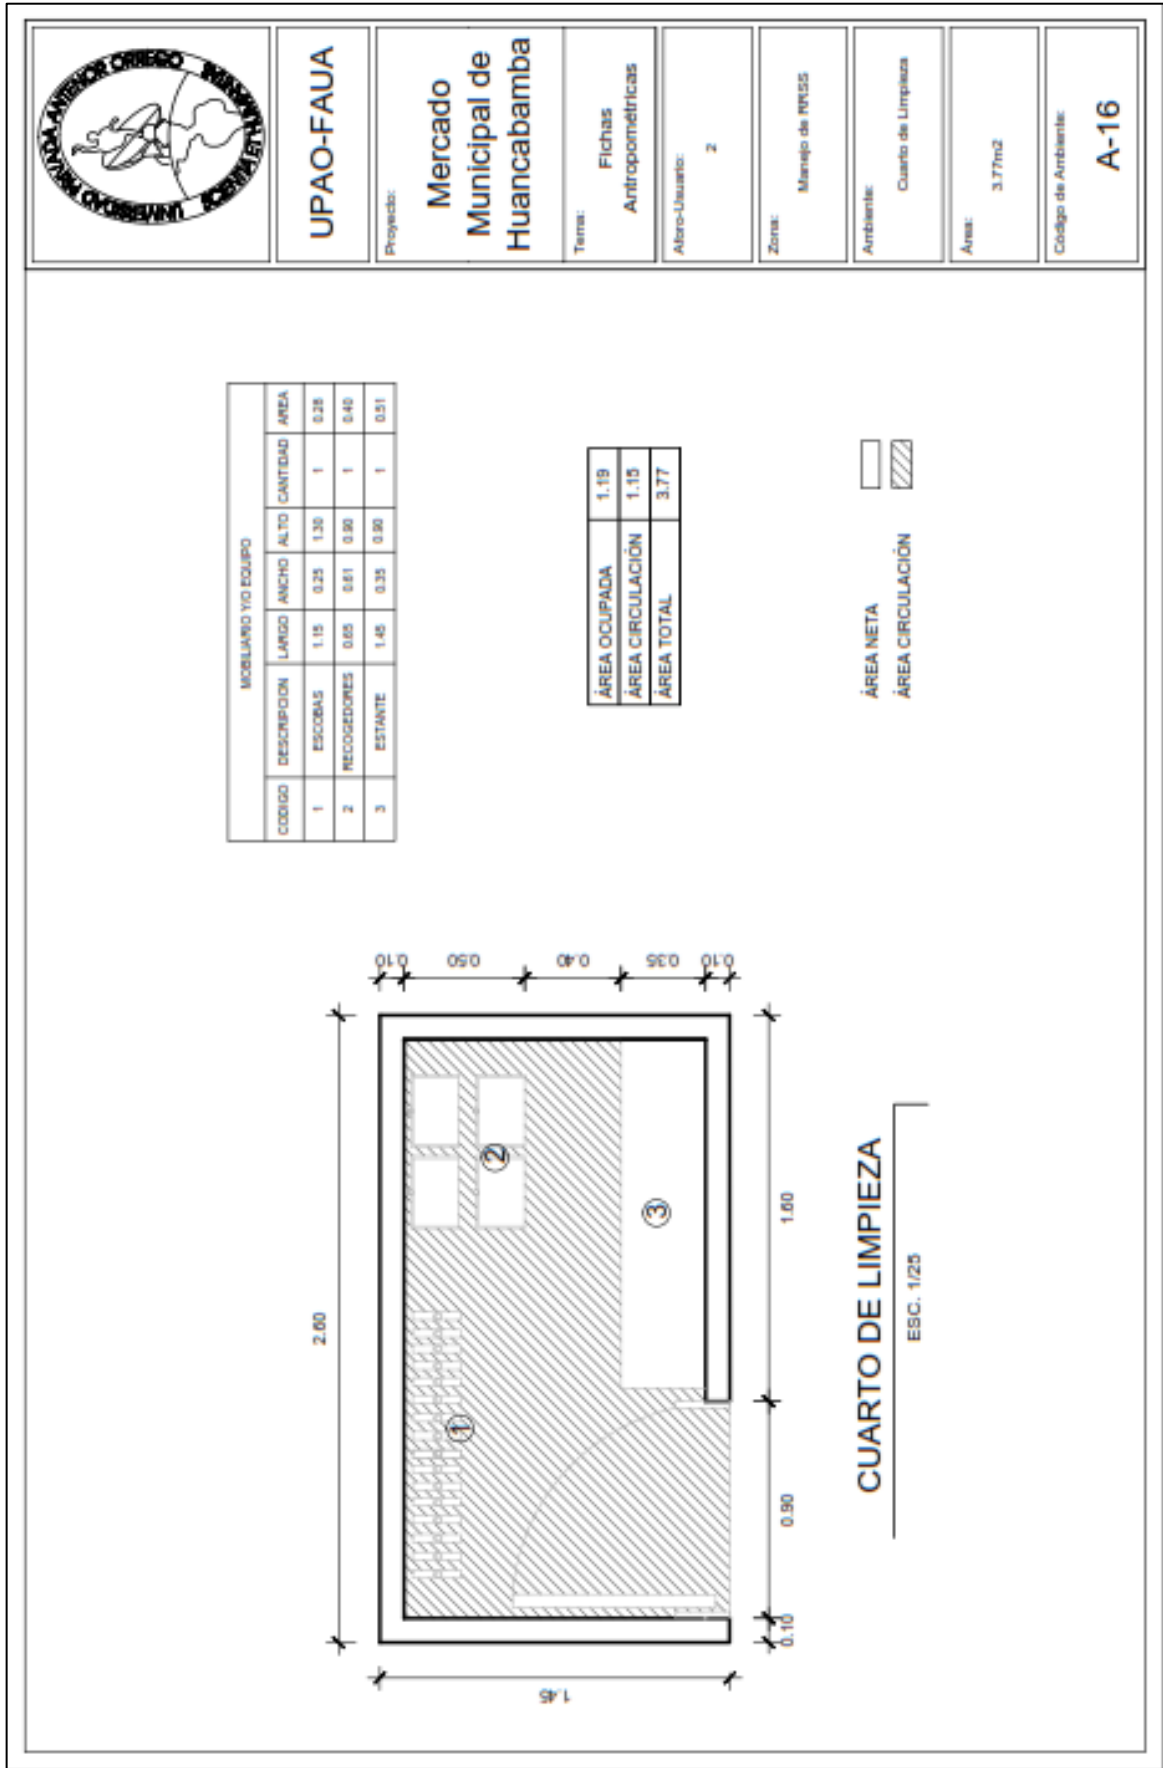 UNIVERSIDAD PRIVADA ANTENOR ORREGO
UPAO-FAUA
Proyecto:
Mercado
Municipal de
Huancabamba
Tema:
Fichas
Antropométricas
Aforo-Usuario:
2
Zona:
Manejo de RRSS
Ambiente:
Cuarto de Limpieza
Área:
3.77m2
Código de Ambiente:
A-16
MOBILIARIO Y/O EQUIPO
CODIGO DESCRIPCION LARGO ANCHO ALTO CANTIDAD AREA
1 ESCOBAS 1.15 0.25 1.30 1 0.28
2 RECOGEDORES 0.65 0.61 0.90 1 0.40
3 ESTANTE 1.45 0.35 0.90 1 0.51
ÁREA OCUPADA 1.19
ÁREA CIRCULACIÓN 1.15
ÁREA TOTAL 3.77
ÁREA NETA
ÁREA CIRCULACIÓN
2.60
0.10
0.50
0.40
0.35
0.10
1
2
3
1.45
0.10
0.90
1.60
CUARTO DE LIMPIEZA
ESC. 1/25